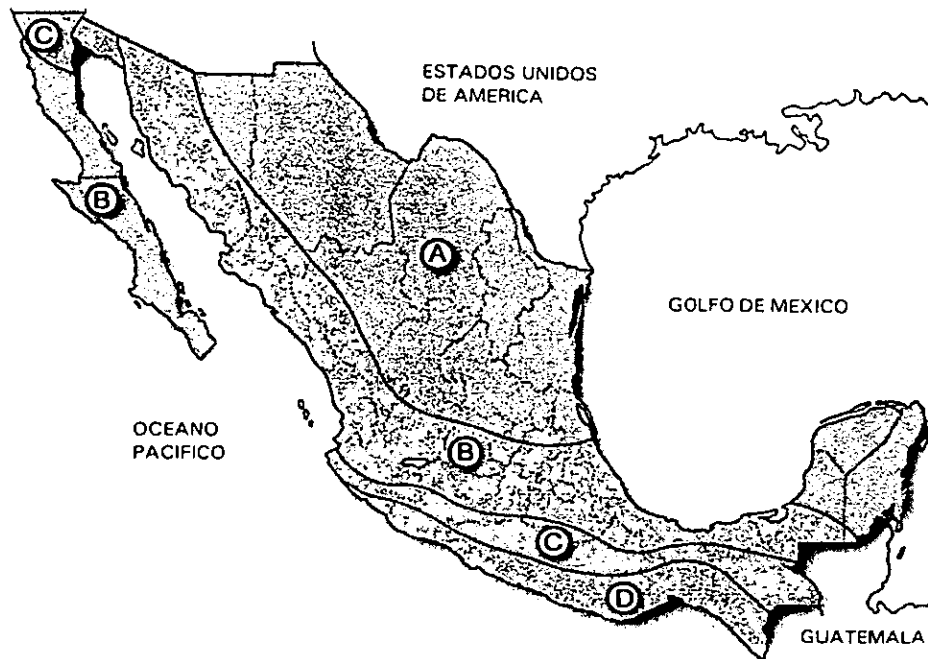 C
ESTADOS UNIDOS
DE AMERICA
B
A
GOLFO DE MEXICO
OCEANO
PACIFICO
B
C
D
GUATEMALA